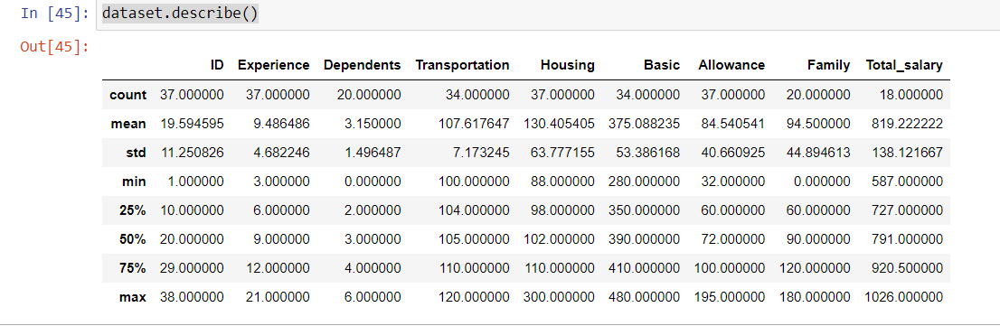 In [45]: dataset.describe()
Out[45]:
ID Experience Dependents Transportation Housing Basic Allowance Family Total_salary
count 37.000000 37.000000 20.000000 34.000000 37.000000 34.000000 37.000000 20.000000 18.000000
mean 19.594595 9.486486 3.150000 107.617647 130.405405 375.088235 84.540541 94.500000 819.222222
std 11.250826 4.682246 1.496487 7.173245 63.777155 53.386168 40.660925 44.894613 138.121667
min 1.000000 3.000000 0.000000 100.000000 88.000000 280.000000 32.000000 0.000000 587.000000
25% 10.000000 6.000000 2.000000 104.000000 98.000000 350.000000 60.000000 60.000000 727.000000
50% 20.000000 9.000000 3.000000 105.000000 102.000000 390.000000 72.000000 90.000000 791.000000
75% 29.000000 12.000000 4.000000 110.000000 110.000000 410.000000 100.000000 120.000000 920.500000
max 38.000000 21.000000 6.000000 120.000000 300.000000 480.000000 195.000000 180.000000 1026.000000